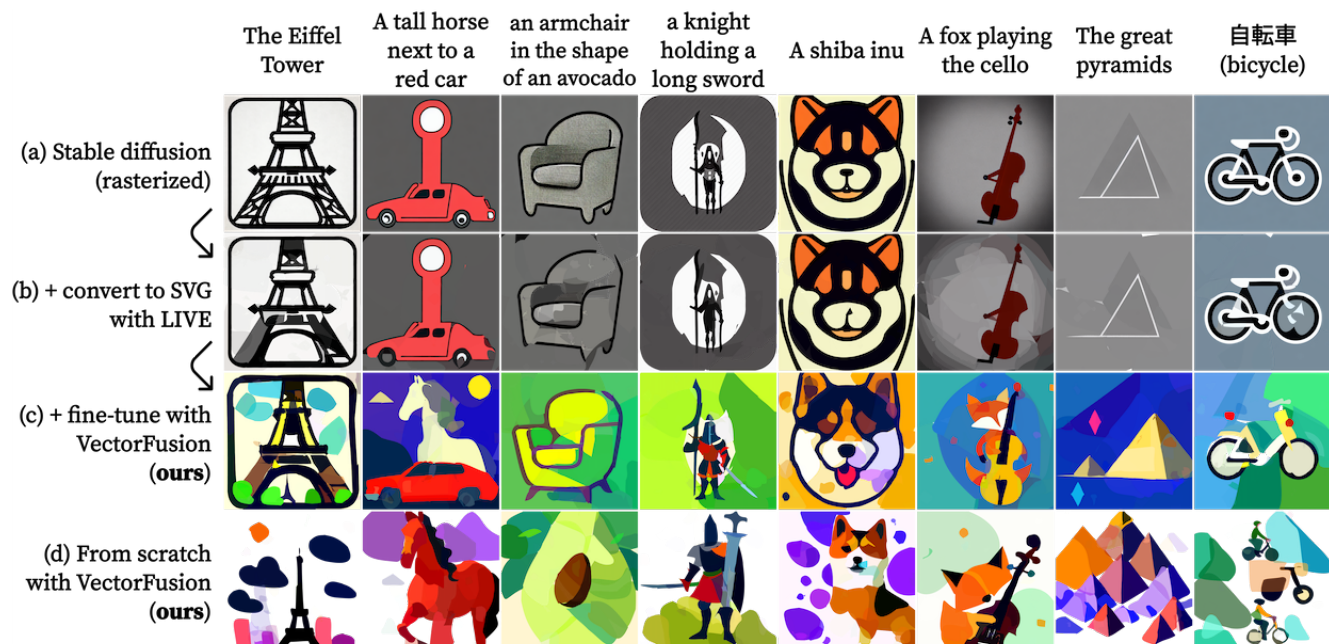 The Eiffel
Tower
A tall horse
next to a
red car
an armchair
in the shape
of an avocado
a knight
holding a
long sword
A shiba inu
A fox playing
the cello
The great
pyramids
自転車
(bicycle)
(a) Stable diffusion
(rasterized)
(b) + convert to SVG
with LIVE
(c) + fine-tune with
VectorFusion
(ours)
(d) From scratch
with VectorFusion
(ours)